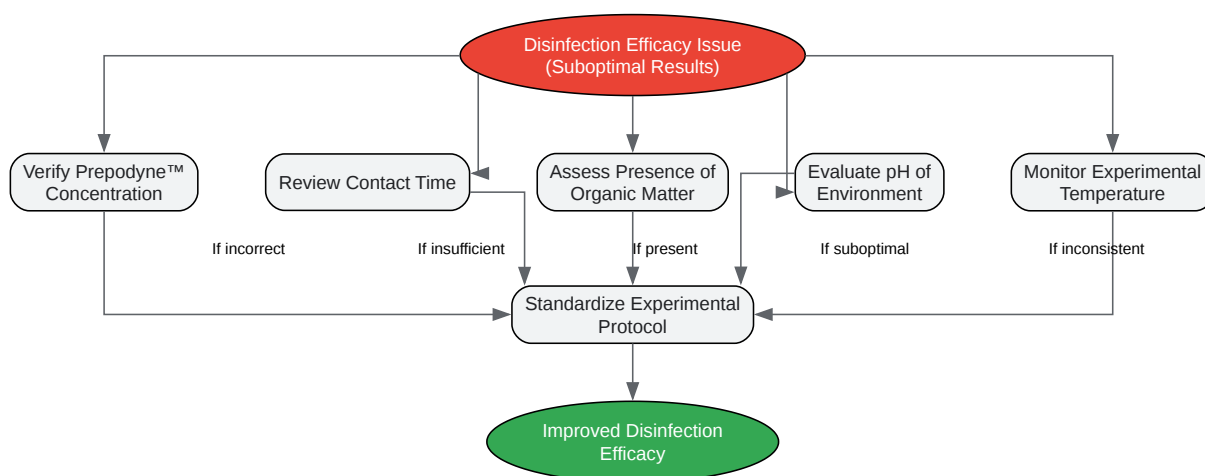 Disinfection Efficacy Issue
(Suboptimal Results)
Verify Prepodyne™
Concentration
Review Contact Time
Assess Presence of
Organic Matter
Evaluate pH of
Environment
Monitor Experimental
Temperature
If incorrect
If insufficient
If present
If suboptimal
If inconsistent
Standardize Experimental
Protocol
Improved Disinfection
Efficacy